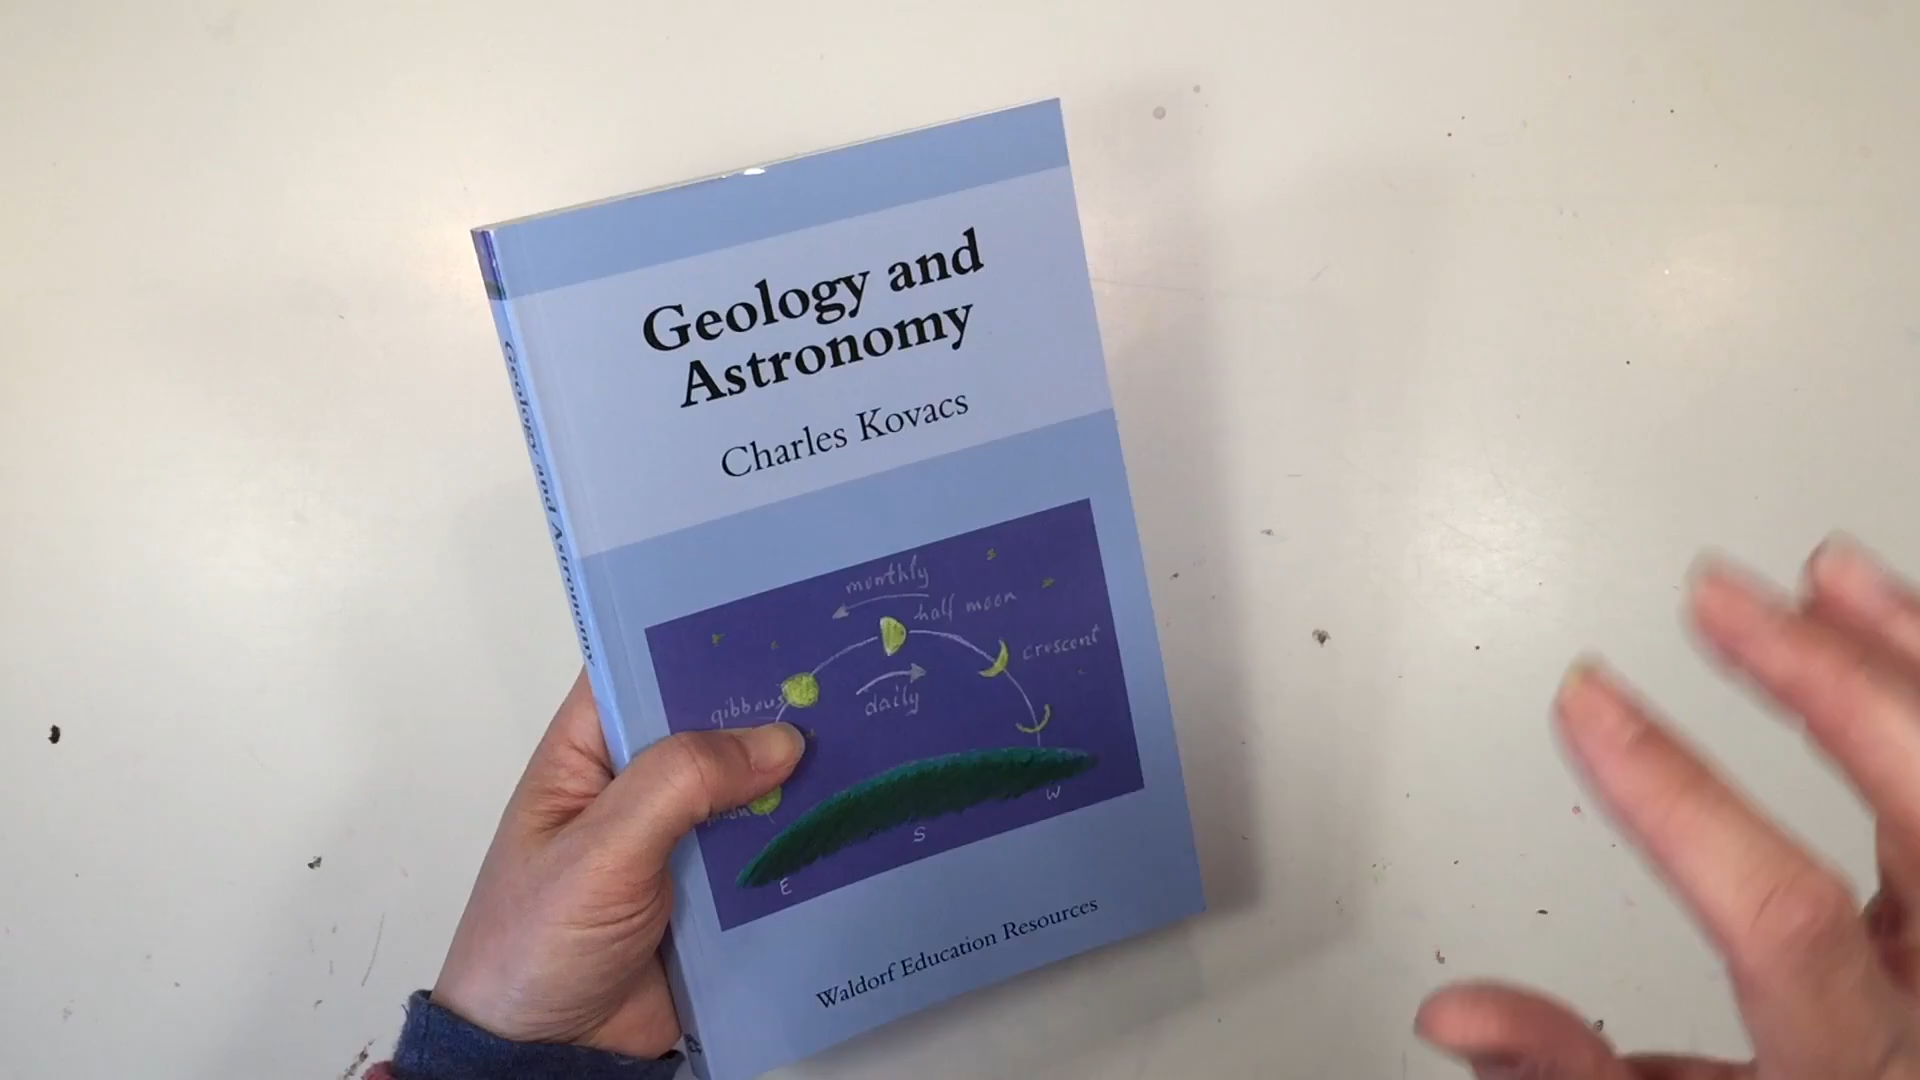 Geology and
Astronomy
Charles Kovacs
monthly
half moon
crescent
gibbous
daily
W
S
E
Waldorf Education Resources
Geology and Astronomy